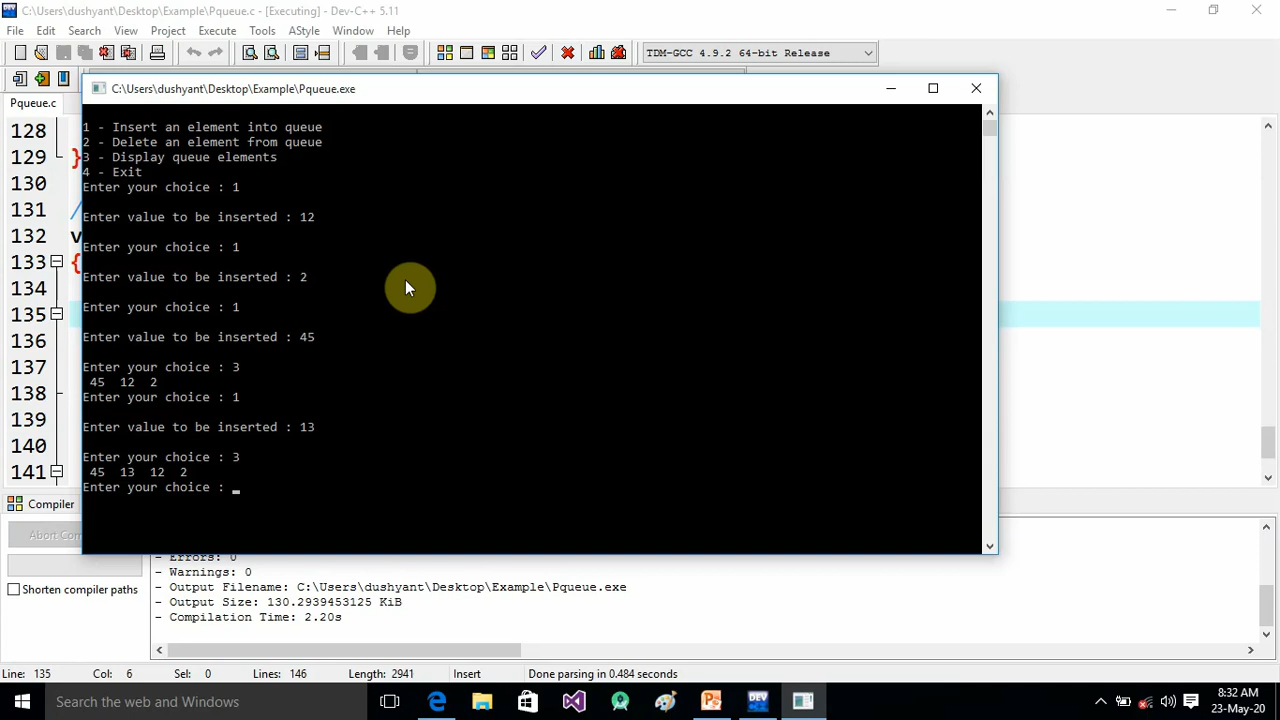 C:\Users\dushyant\Desktop\Example\Pqueue.c - [Executing] - Dev-C++ 5.11
File Edit Search View Project Execute Tools AStyle Window Help
TDM-GCC 4.9.2 64-bit Release
C:\Users\dushyant\Desktop\Example\Pqueue.exe
Pqueue.c
1 - Insert an element into queue
2 - Delete an element from queue
3 - Display queue elements
4 - Exit
Enter your choice : 1
Enter value to be inserted : 12
Enter your choice : 1
Enter value to be inserted : 2
Enter your choice : 1
Enter value to be inserted : 45
Enter your choice : 3
45 12 2
Enter your choice : 1
Enter value to be inserted : 13
Enter your choice : 3
45 13 12 2
Enter your choice :
128
129 }
130
131 /
132 v
133 {
134
135
136
137
138
139
140
141
Compiler
Abort Com
Shorten compiler paths
- Errors: 0
- Warnings: 0
- Output Filename: C:\Users\dushyant\Desktop\Example\Pqueue.exe
- Output Size: 130.2939453125 KiB
- Compilation Time: 2.20s
Line: 135 Col: 6 Sel: 0 Lines: 146 Length: 2941 Insert Done parsing in 0.484 seconds
Search the web and Windows
DEV
8:32 AM
23-May-20